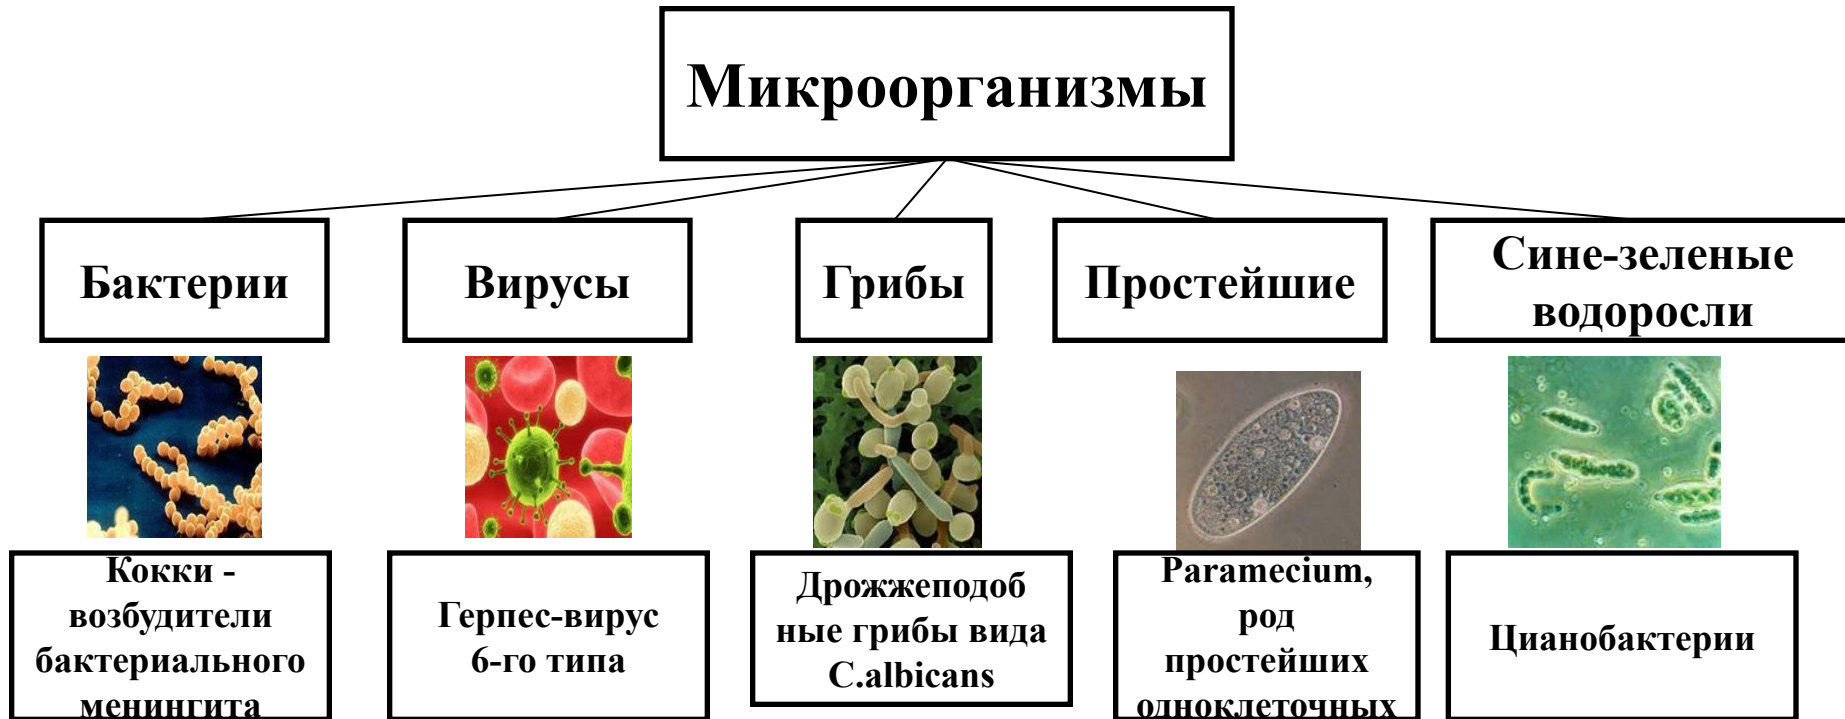 Микроорганизмы
Бактерии
Вирусы
Грибы
Простейшие
Сине-зеленые
водоросли
Кокки -
возбудители
бактериального
менингита
Герпес-вирус
6-го типа
Дрожжеподоб
ные грибы вида
C.albicans
Paramecium,
род
простейших
одноклеточных
Цианобактерии